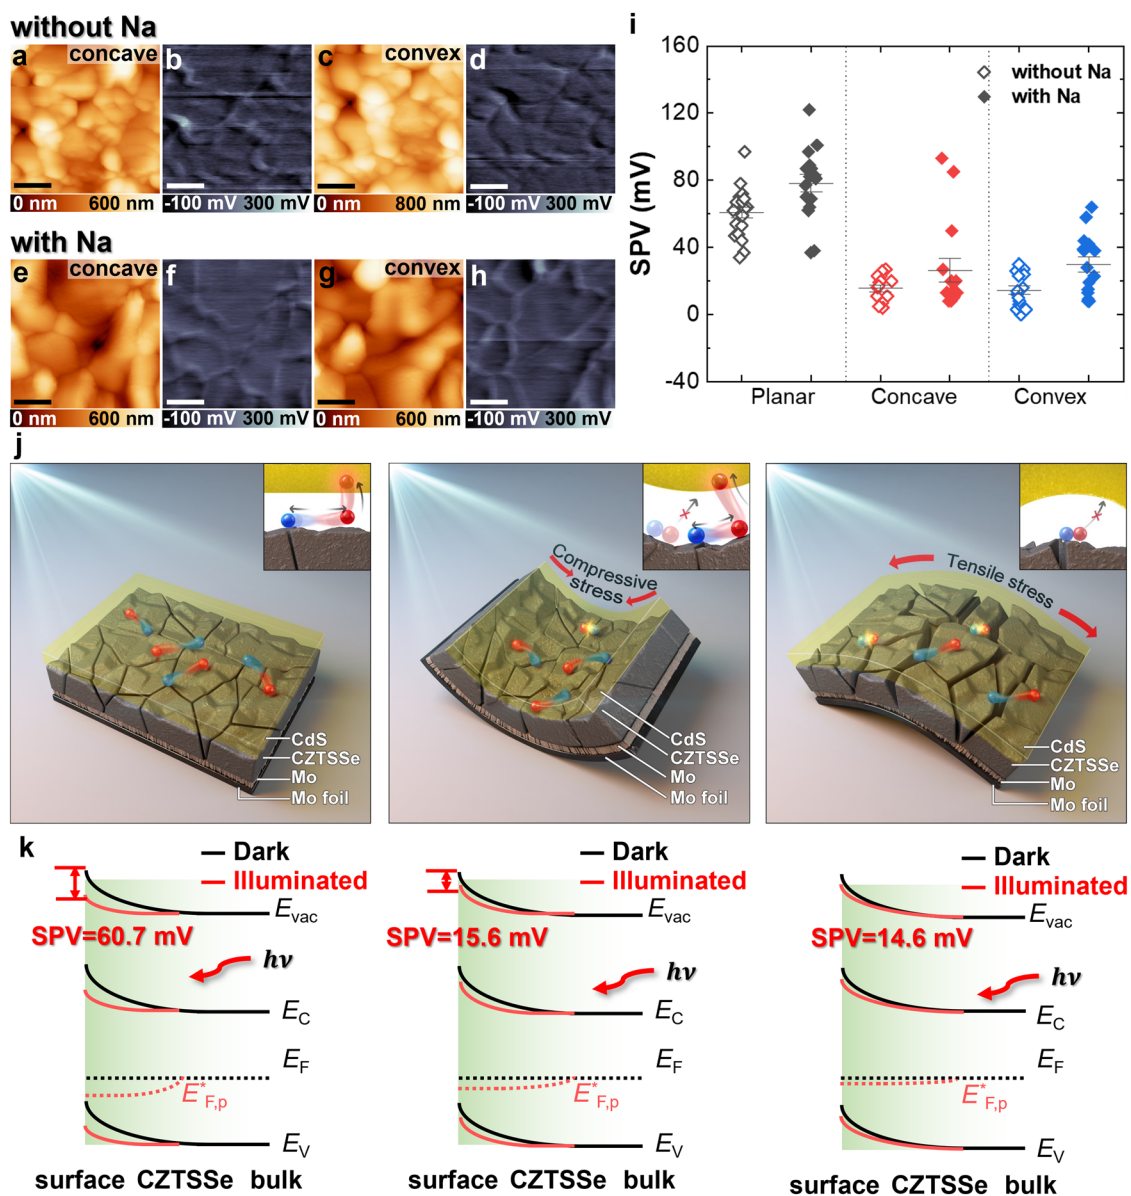 without Na
a
concave
b
c
convex
d
0 nm
600 nm
-100 mV
300 mV
0 nm
800 nm
-100 mV
300 mV
with Na
e
concave
f
g
convex
h
0 nm
600 nm
-100 mV
300 mV
0 nm
600 nm
-100 mV
300 mV
i
160
120
80
40
0
-40
SPV (mV)
without Na
with Na
Planar
Concave
Convex
j
CdS
CZTSSe
Mo
Mo foil
Compressive
stress
CdS
CZTSSe
Mo
Mo foil
Tensile stress
CdS
CZTSSe
Mo
Mo foil
k
Dark
Illuminated
Evac
SPV=60.7 mV
hν
EC
EF
E*F,p
EV
surface CZTSSe bulk
Dark
Illuminated
Evac
SPV=15.6 mV
hν
EC
EF
E*F,p
EV
surface CZTSSe bulk
Dark
Illuminated
Evac
SPV=14.6 mV
hν
EC
EF
E*F,p
EV
surface CZTSSe bulk